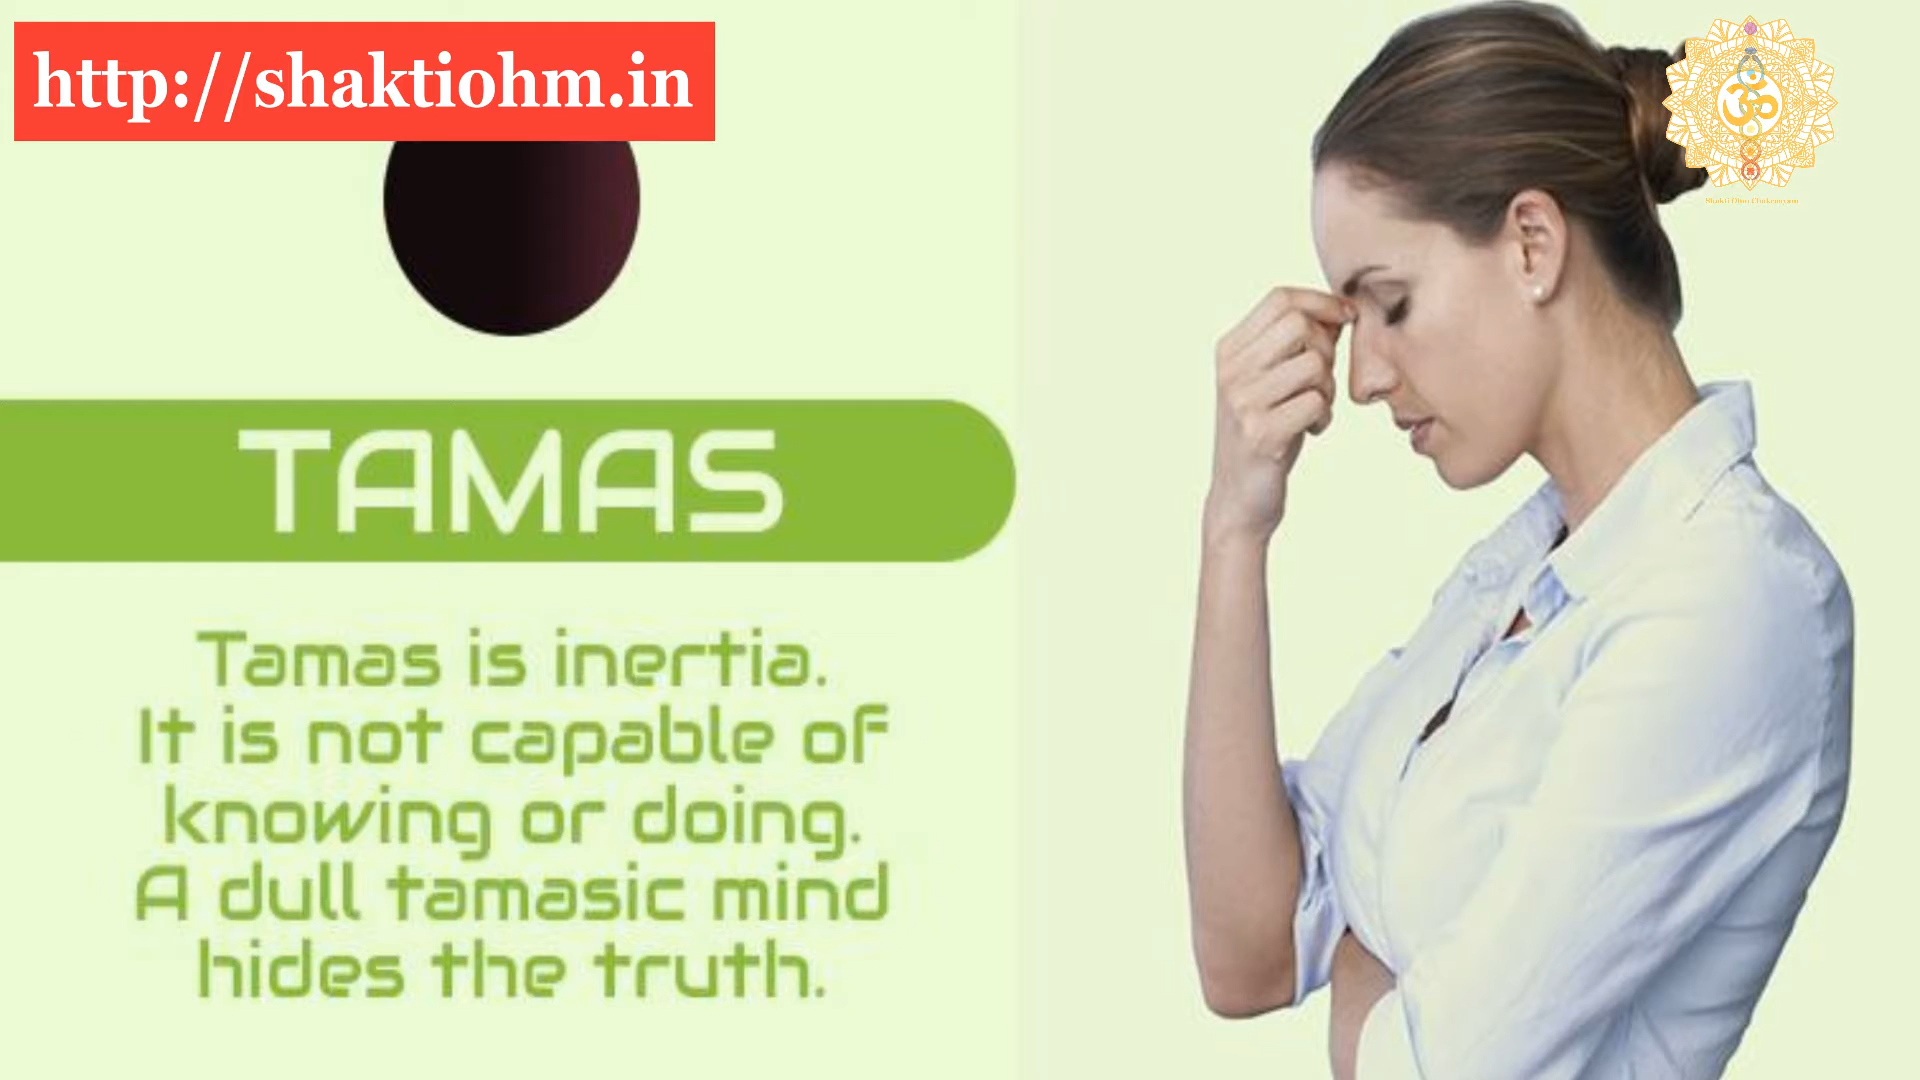 http://shaktiohm.in
TAMAS
Tamas is inertia.
It is not capable of
knowing or doing.
A dull tamasic mind
hides the truth.